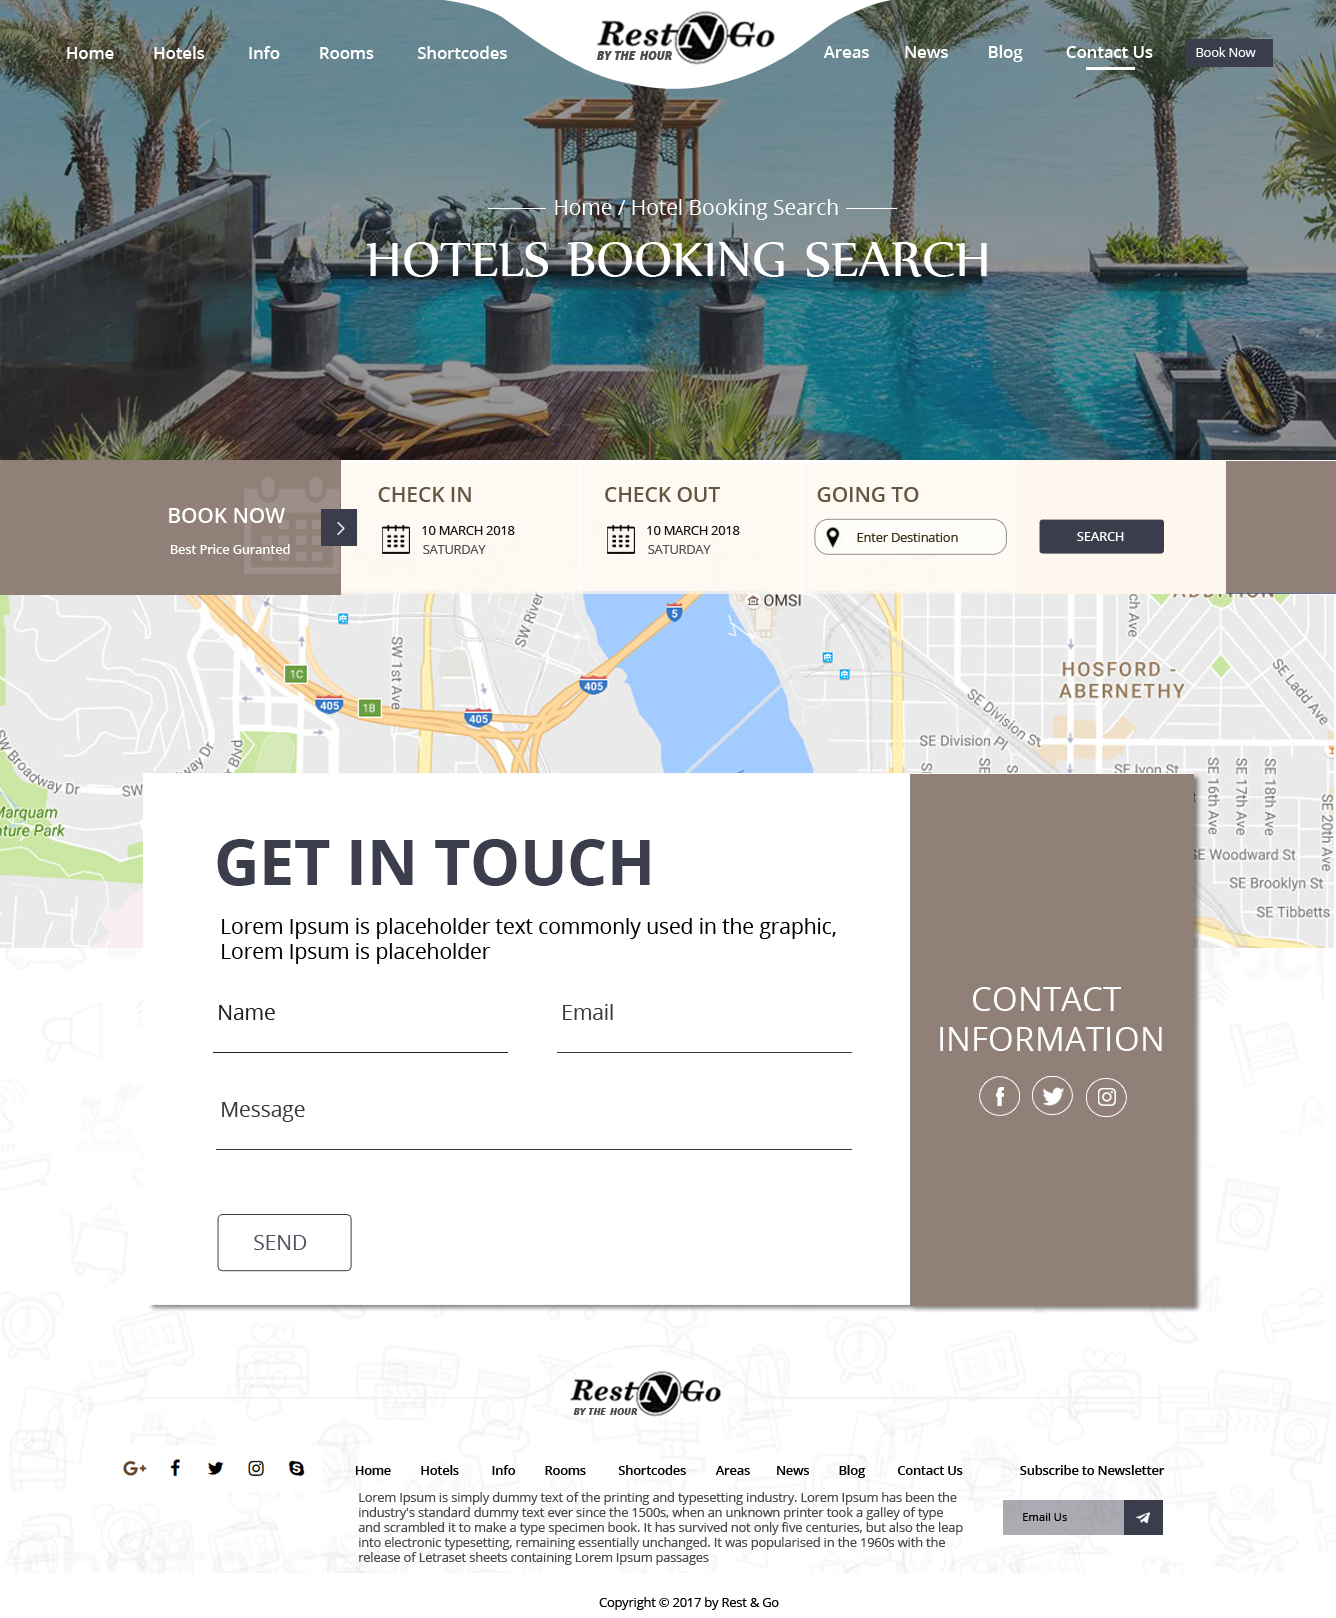 Home Hotels Info Rooms Shortcodes
Rest N Go
BY THE HOUR
Areas News Blog Contact Us Book Now
Home / Hotel Booking Search
HOTELS BOOKING SEARCH
BOOK NOW
Best Price Guranted
CHECK IN
10 MARCH 2018
SATURDAY
CHECK OUT
10 MARCH 2018
SATURDAY
GOING TO
Enter Destination
SEARCH
OMSI
5
SW River
SW 1st Ave
1C
405
1B
405
405
ch Ave
ADDITION
HOSFORD -
ABERNETHY
SE Ladd Ave
SE Division St
SE Division Pl
SE Ivon St
SW Broadway Dr
way Dr
r Blvd
SW
Marquam
ture Park
SE 16th Ave
SE 17th Ave
SE 18th Ave
SE 20th Ave
SE Woodward St
SE Brooklyn St
SE Tibbetts
GET IN TOUCH
Lorem Ipsum is placeholder text commonly used in the graphic,
Lorem Ipsum is placeholder
Name
Email
Message
SEND
CONTACT
INFORMATION
Rest N Go
BY THE HOUR
Home Hotels Info Rooms Shortcodes Areas News Blog Contact Us
Lorem Ipsum is simply dummy text of the printing and typesetting industry. Lorem Ipsum has been the
industry's standard dummy text ever since the 1500s, when an unknown printer took a galley of type
and scrambled it to make a type specimen book. It has survived not only five centuries, but also the leap
into electronic typesetting, remaining essentially unchanged. It was popularised in the 1960s with the
release of Letraset sheets containing Lorem Ipsum passages
Subscribe to Newsletter
Email Us
Copyright © 2017 by Rest & Go